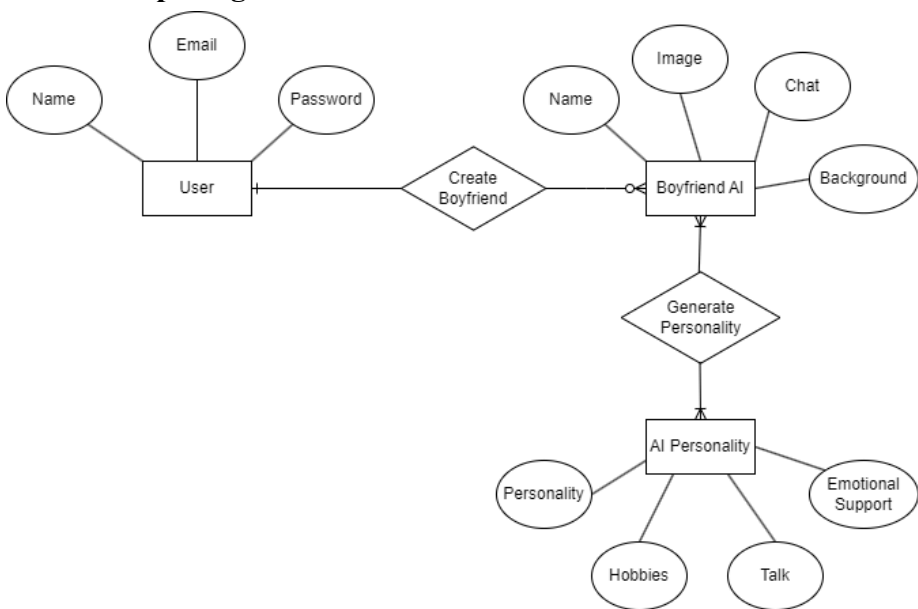 Email
Image
Name
Password
Name
Chat
User
Create
Boyfriend
Boyfriend AI
Background
Generate
Personality
AI Personality
Personality
Emotional
Support
Hobbies
Talk